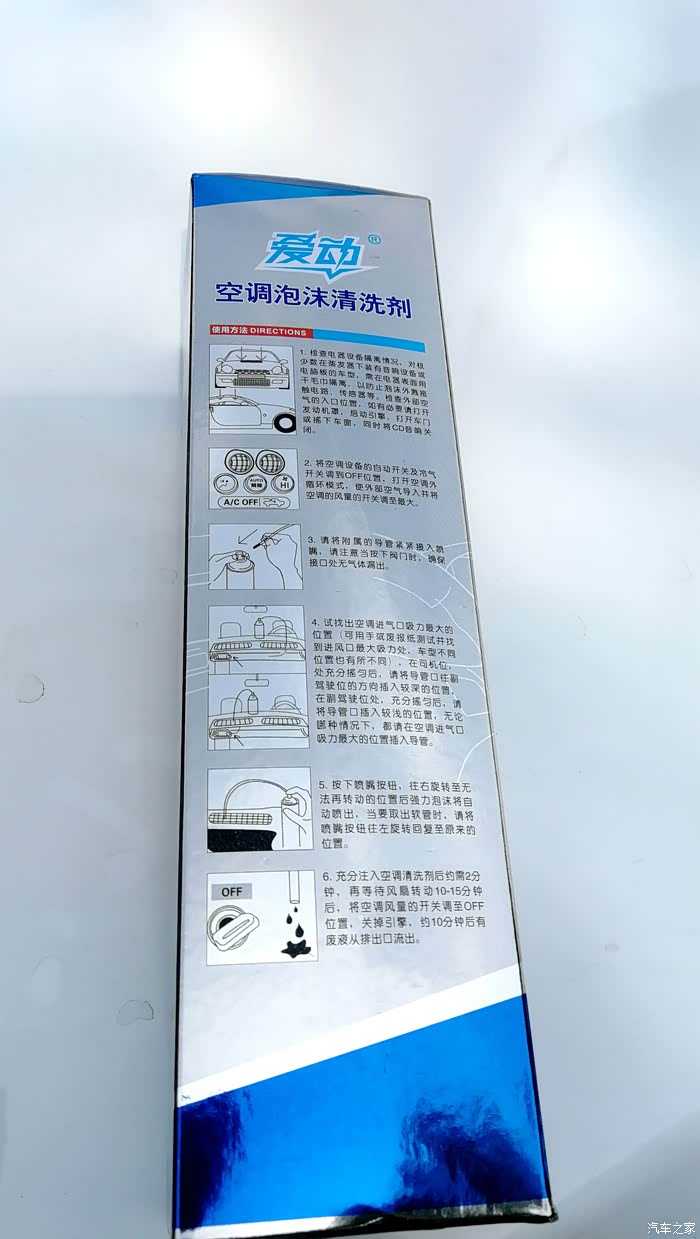 爱动®
空调泡沫清洗剂
使用方法 DIRECTIONS
1. 检查电器设备隔离情况，对极
少数在蒸发器下装有音响设备或
电脑板的车型，需在电器表面用
干毛巾隔离，以防止泡沫外溅接
触电路、传感器等。检查外部空
气的入口位置，如有必要请打开
发动机罩，启动引擎，打开车门
或摇下车窗，同时将CD音响关
闭。
AUTO
解除
HI
A/C OFF
2. 将空调设备的自动开关及冷气
开关调到OFF位置，打开空调外
循环模式，使外部空气导入并将
空调的风量的开关调至最大。
3. 请将附属的导管紧紧接入喷
嘴，请注意当按下阀门时，确保
接口处无气体漏出。
4. 试找出空调进气口吸力最大的
位置（可用手或废报纸测试并找
到进风口最大吸力处，车型不同
位置也有所不同），在司机位，
处充分摇匀后，请将导管口往副
驾驶位的方向插入较深的位置，
在副驾驶位处，充分摇匀后，请
将导管口插入较浅的位置，无论
哪种情况下，都请在空调进气口
吸力最大的位置插入导管。
5. 按下喷嘴按钮，往右旋转至无
法再转动的位置后强力泡沫将自
动喷出，当要取出软管时，请将
喷嘴按钮往左旋转回复至原来的
位置。
OFF
6. 充分注入空调清洗剂后约需2分
钟，再等待风扇转动10-15分钟
后，将空调风量的开关调至OFF
位置，关掉引擎，约10分钟后有
废液从排出口流出。
汽车之家